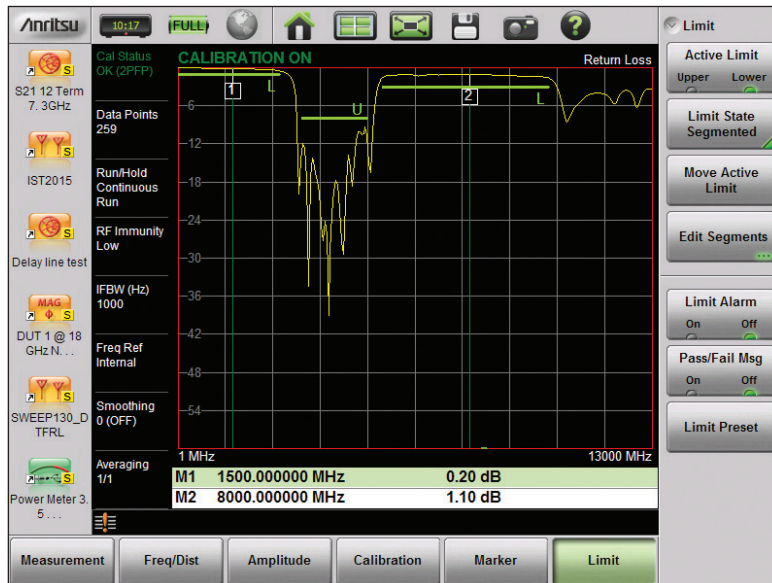 Anritsu
10:17
FULL
?
Limit
S21 12 Term
7. 3GHz
IST2015
Delay line test
MAG
Φ
DUT 1 @ 18
GHz N. . .
SWEEP130_D
TFRL
Power Meter 3.
5 . . .
S
S
S
S
S
S
Cal Status
OK (2PFP)
Data Points
259
Run/Hold
Continuous
Run
RF Immunity
Low
IFBW (Hz)
1000
Freq Ref
Internal
Smoothing
0 (OFF)
Averaging
1/1
CALIBRATION ON
Return Loss
1
L
U
2
L
-6
-12
-18
-24
-30
-36
-42
-48
-54
1 MHz
13000 MHz
M1 1500.000000 MHz 0.20 dB
M2 8000.000000 MHz 1.10 dB
Active Limit
Upper Lower
Limit State
Segmented
Move Active
Limit
Edit Segments
Limit Alarm
On Off
Pass/Fail Msg
On Off
Limit Preset
Measurement
Freq/Dist
Amplitude
Calibration
Marker
Limit